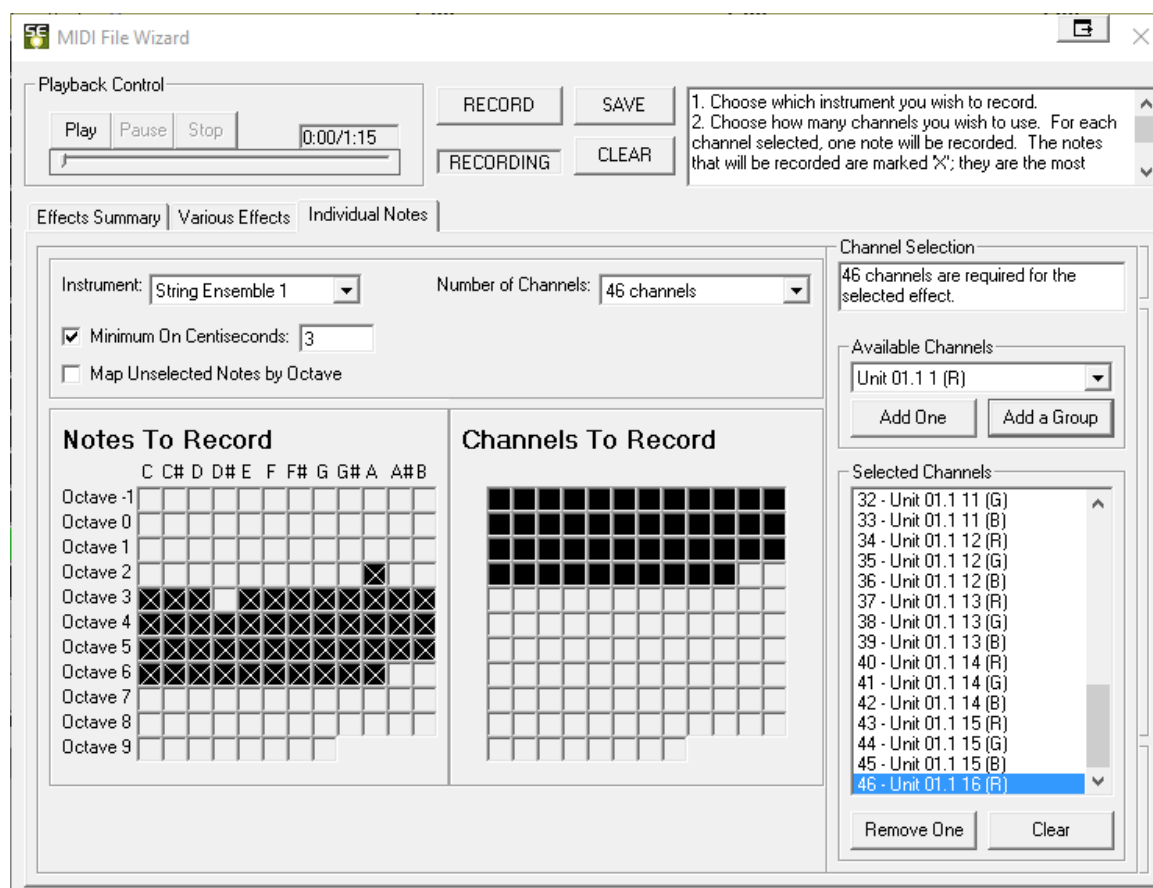 SE MIDI File Wizard
Playback Control
Play Pause Stop 0:00/1:15
RECORD SAVE
RECORDING CLEAR
1. Choose which instrument you wish to record.
2. Choose how many channels you wish to use. For each
channel selected, one note will be recorded. The notes
that will be recorded are marked 'X'; they are the most
Effects Summary Various Effects Individual Notes
Instrument: String Ensemble 1 Number of Channels: 46 channels
Minimum On Centiseconds: 3
Map Unselected Notes by Octave
Notes To Record
C C# D D# E F F# G G# A A# B
Octave -1
Octave 0
Octave 1
Octave 2
Octave 3
Octave 4
Octave 5
Octave 6
Octave 7
Octave 8
Octave 9
Channels To Record
Channel Selection
46 channels are required for the
selected effect.
Available Channels
Unit 01.1 1 (R)
Add One Add a Group
Selected Channels
32 - Unit 01.1 11 (G)
33 - Unit 01.1 11 (B)
34 - Unit 01.1 12 (R)
35 - Unit 01.1 12 (G)
36 - Unit 01.1 12 (B)
37 - Unit 01.1 13 (R)
38 - Unit 01.1 13 (G)
39 - Unit 01.1 13 (B)
40 - Unit 01.1 14 (R)
41 - Unit 01.1 14 (G)
42 - Unit 01.1 14 (B)
43 - Unit 01.1 15 (R)
44 - Unit 01.1 15 (G)
45 - Unit 01.1 15 (B)
46 - Unit 01.1 16 (R)
Remove One Clear